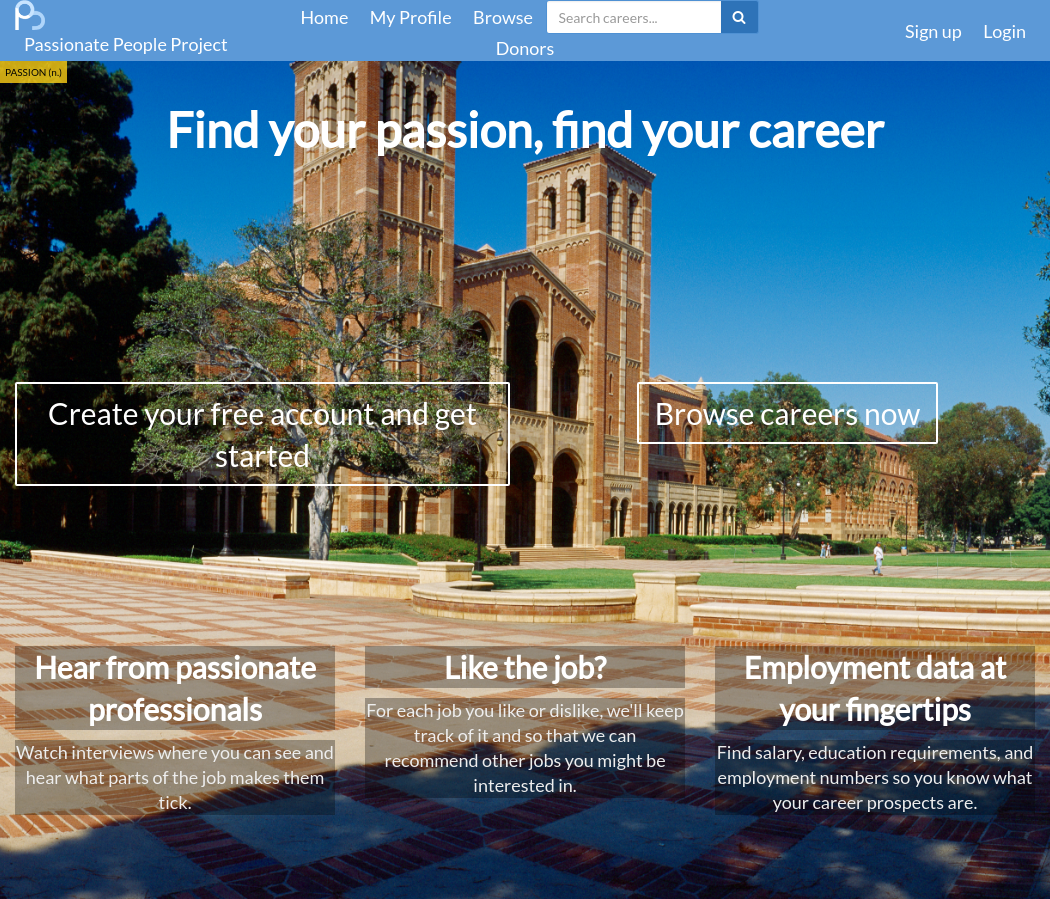 Home My Profile Browse Search careers...
Passionate People Project
Donors
Sign up Login
PASSION (n.)
Find your passion, find your career
Create your free account and get
started
Browse careers now
Hear from passionate
professionals
Watch interviews where you can see and
hear what parts of the job makes them
tick.
Like the job?
For each job you like or dislike, we'll keep
track of it and so that we can
recommend other jobs you might be
interested in.
Employment data at
your fingertips
Find salary, education requirements, and
employment numbers so you know what
your career prospects are.